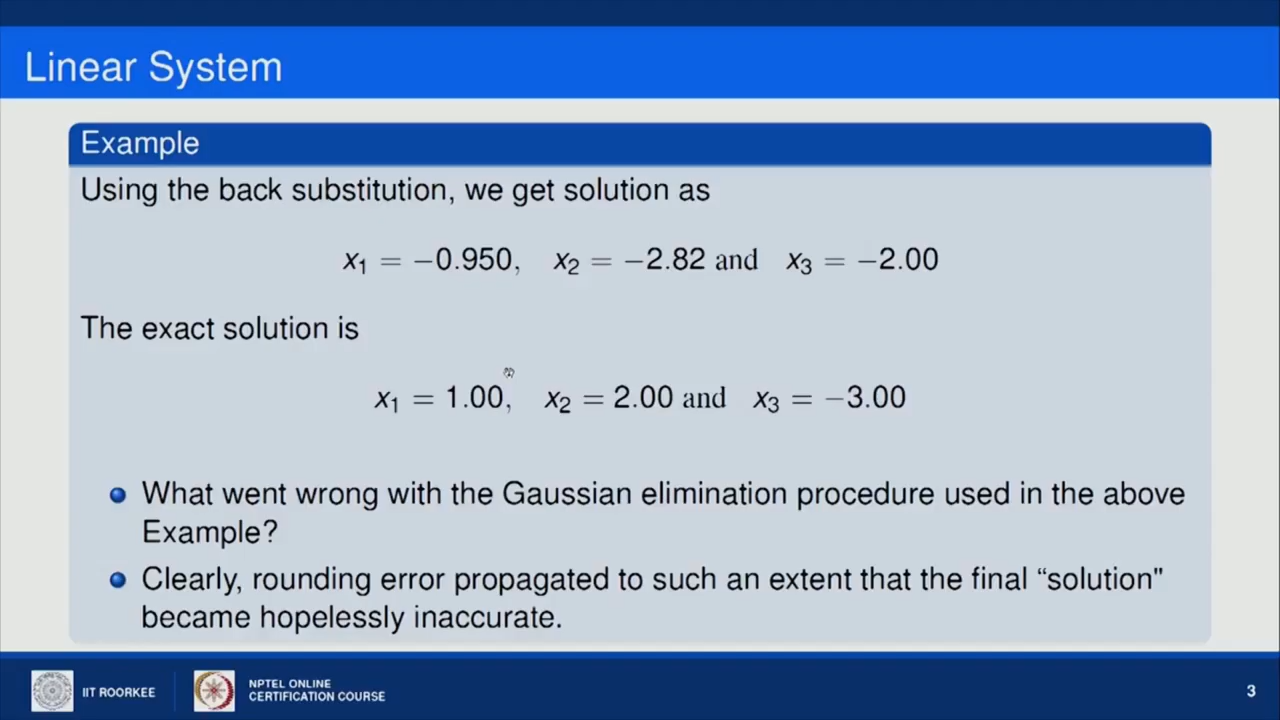 Linear System
Example
Using the back substitution, we get solution as
x₁ = −0.950, x₂ = −2.82 and x₃ = −2.00
The exact solution is
x₁ = 1.00, x₂ = 2.00 and x₃ = −3.00
What went wrong with the Gaussian elimination procedure used in the above
Example?
Clearly, rounding error propagated to such an extent that the final “solution"
became hopelessly inaccurate.
IIT ROORKEE
NPTEL ONLINE
CERTIFICATION COURSE
3